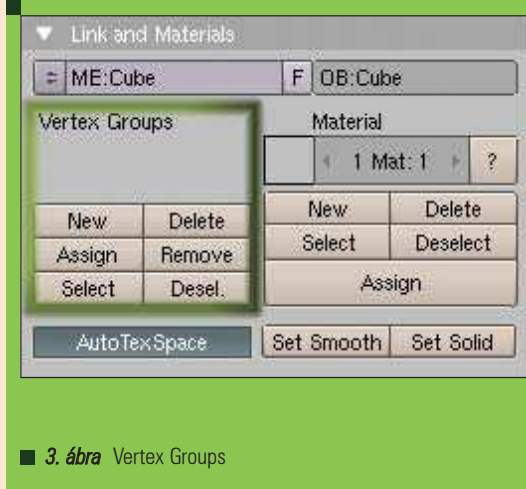 Link and Materials
ME:Cube F OB:Cube
Vertex Groups
Material
1 Mat: 1 ?
New Delete
Assign Remove
Select Desel.
New Delete
Select Deselect
Assign
AutoTexSpace
Set Smooth Set Solid
3. ábra Vertex Groups